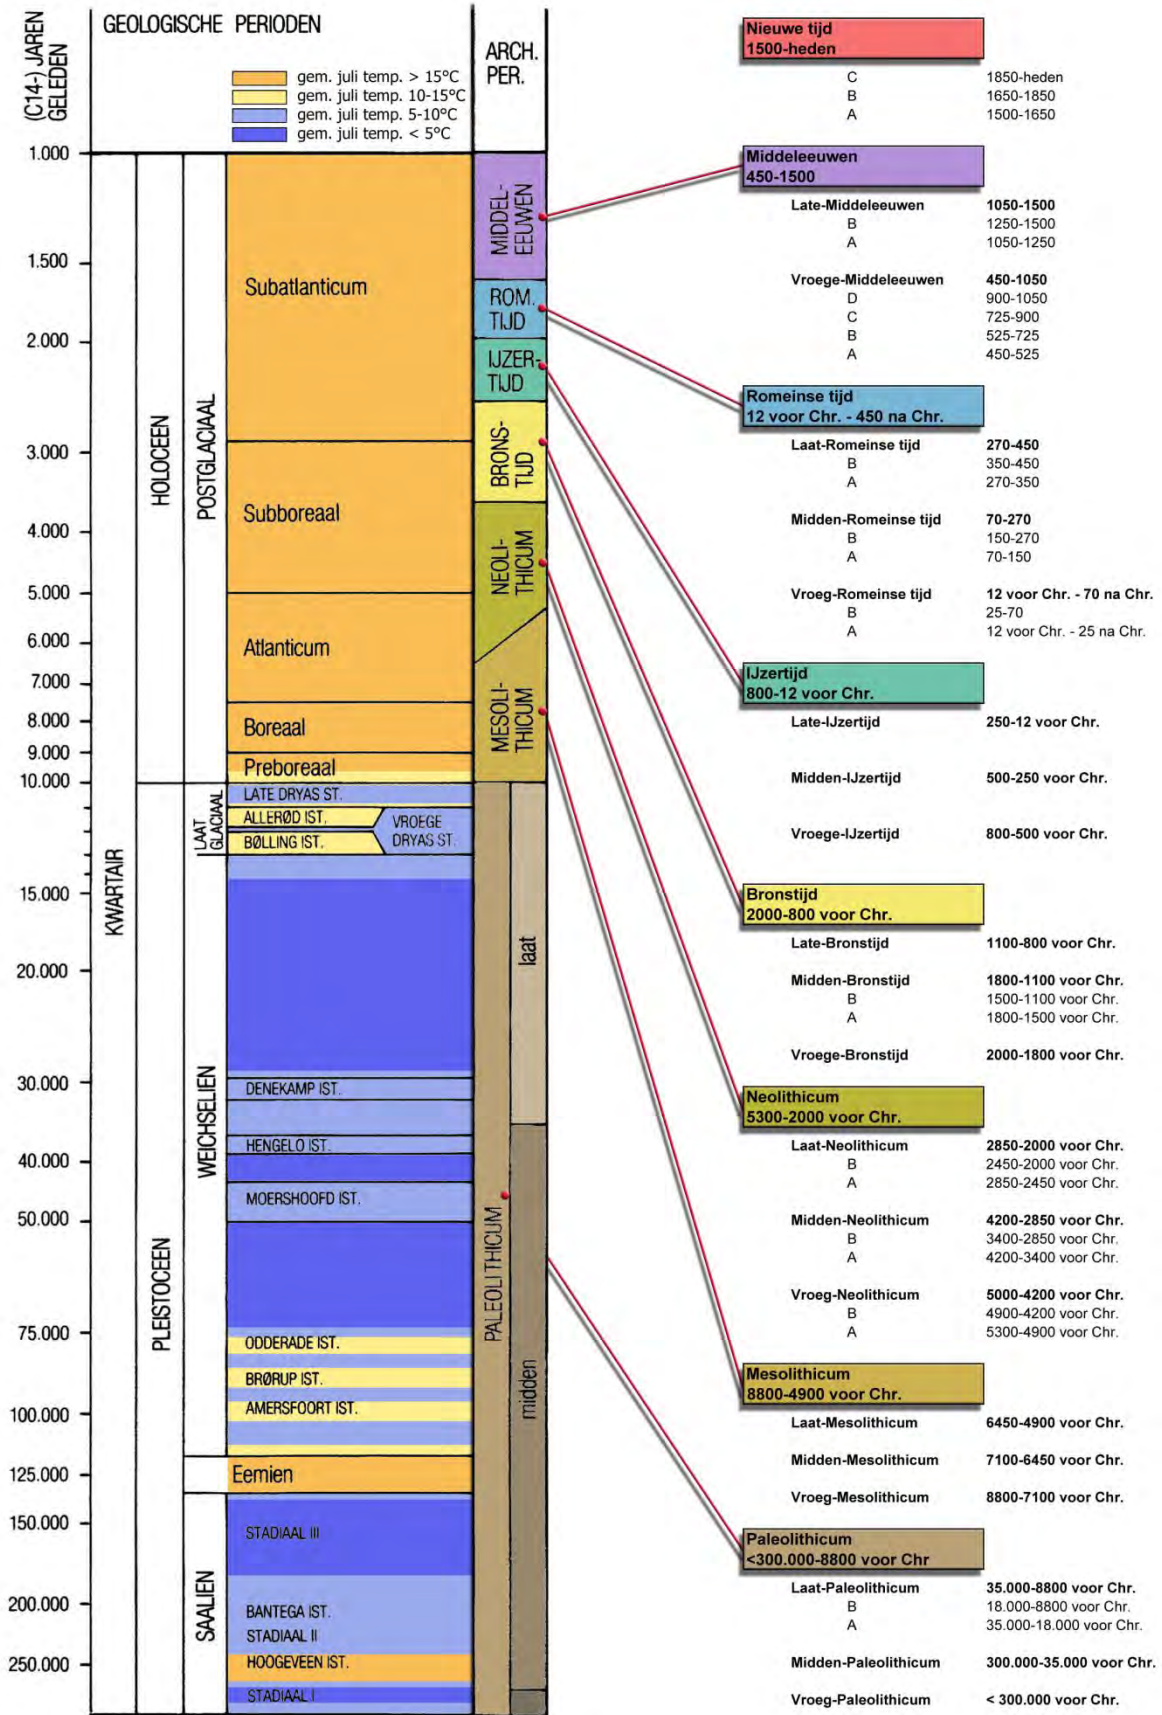 (C14-) JAREN
GELEDEN
GEOLOGISCHE PERIODEN
gem. juli temp. > 15°C
gem. juli temp. 10-15°C
gem. juli temp. 5-10°C
gem. juli temp. < 5°C
ARCH.
PER.
1.000
1.500
2.000
3.000
4.000
5.000
6.000
7.000
8.000
9.000
10.000
15.000
20.000
30.000
40.000
50.000
75.000
100.000
125.000
150.000
200.000
250.000
KWARTAIR
HOLOCEEN
PLEISTOCEEN
POSTGLACIAAL
LAAT
GLACIAAL
WEICHSELIEN
SAALIEN
Subatlanticum
Subboreaal
Atlanticum
Boreaal
Preboreaal
LATE DRYAS ST.
ALLERØD IST.
VROEGE
DRYAS ST.
BØLLING IST.
DENEKAMP IST.
HENGELO IST.
MOERSHOOFD IST.
ODDERADE IST.
BRØRUP IST.
AMERSFOORT IST.
Eemien
STADIAAL III
BANTEGA IST.
STADIAAL II
HOOGEVEEN IST.
STADIAAL I
MIDDEL-
EEUWEN
ROM.
TIJD
IJZER-
TIJD
BRONS-
TIJD
NEOLI-
THICUM
MESOLI-
THICUM
PALEOLITHICUM
laat
midden
Nieuwe tijd
1500-heden
C 1850-heden
B 1650-1850
A 1500-1650
Middeleeuwen
450-1500
Late-Middeleeuwen 1050-1500
B 1250-1500
A 1050-1250
Vroege-Middeleeuwen 450-1050
D 900-1050
C 725-900
B 525-725
A 450-525
Romeinse tijd
12 voor Chr. - 450 na Chr.
Laat-Romeinse tijd 270-450
B 350-450
A 270-350
Midden-Romeinse tijd 70-270
B 150-270
A 70-150
Vroeg-Romeinse tijd 12 voor Chr. - 70 na Chr.
B 25-70
A 12 voor Chr. - 25 na Chr.
IJzertijd
800-12 voor Chr.
Late-IJzertijd 250-12 voor Chr.
Midden-IJzertijd 500-250 voor Chr.
Vroege-IJzertijd 800-500 voor Chr.
Bronstijd
2000-800 voor Chr.
Late-Bronstijd 1100-800 voor Chr.
Midden-Bronstijd 1800-1100 voor Chr.
B 1500-1100 voor Chr.
A 1800-1500 voor Chr.
Vroege-Bronstijd 2000-1800 voor Chr.
Neolithicum
5300-2000 voor Chr.
Laat-Neolithicum 2850-2000 voor Chr.
B 2450-2000 voor Chr.
A 2850-2450 voor Chr.
Midden-Neolithicum 4200-2850 voor Chr.
B 3400-2850 voor Chr.
A 4200-3400 voor Chr.
Vroeg-Neolithicum 5000-4200 voor Chr.
B 4900-4200 voor Chr.
A 5300-4900 voor Chr.
Mesolithicum
8800-4900 voor Chr.
Laat-Mesolithicum 6450-4900 voor Chr.
Midden-Mesolithicum 7100-6450 voor Chr.
Vroeg-Mesolithicum 8800-7100 voor Chr.
Paleolithicum
<300.000-8800 voor Chr
Laat-Paleolithicum 35.000-8800 voor Chr.
B 18.000-8800 voor Chr.
A 35.000-18.000 voor Chr.
Midden-Paleolithicum 300.000-35.000 voor Chr.
Vroeg-Paleolithicum < 300.000 voor Chr.